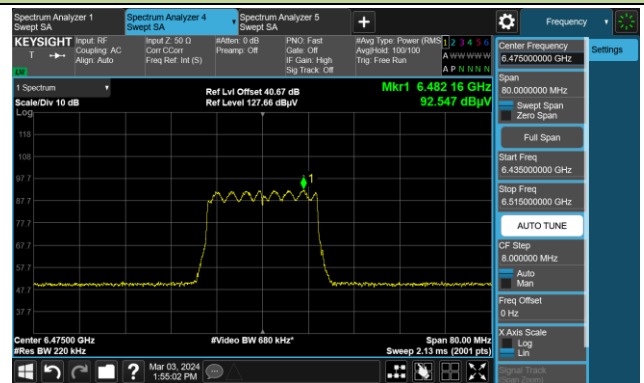 Spectrum Analyzer 1
Swept SA
Spectrum Analyzer 4
Swept SA
Spectrum Analyzer 5
Swept SA
Frequency
KEYSIGHT
Input: RF
Coupling: AC
Align: Auto
Input Z: 50 Ω
Corr CCorr
Freq Ref: Int (S)
#Atten: 0 dB
Preamp: Off
PNO: Fast
Gate: Off
IF Gain: High
Sig Track: Off
#Avg Type: Power (RMS)
Avg|Hold: 100/100
Trig: Free Run
1 2 3 4 5 6
A W W W W W
A P N N N N
LXI
1 Spectrum
Scale/Div 10 dB
Log
Ref Lvl Offset 40.67 dB
Ref Level 127.66 dBµV
Mkr1 6.482 16 GHz
92.547 dBµV
118
108
97.7
87.7
77.7
67.7
57.7
47.7
37.7
1
Center 6.47500 GHz
#Res BW 220 kHz
#Video BW 680 kHz*
Span 80.00 MHz
Sweep 2.13 ms (2001 pts)
Mar 03, 2024
1:55:02 PM
Center Frequency
6.475000000 GHz
Settings
Span
80.0000000 MHz
Swept Span
Zero Span
Full Span
Start Freq
6.435000000 GHz
Stop Freq
6.515000000 GHz
AUTO TUNE
CF Step
8.000000 MHz
Auto
Man
Freq Offset
0 Hz
X Axis Scale
Log
Lin
Signal Track
(Span Zoom)